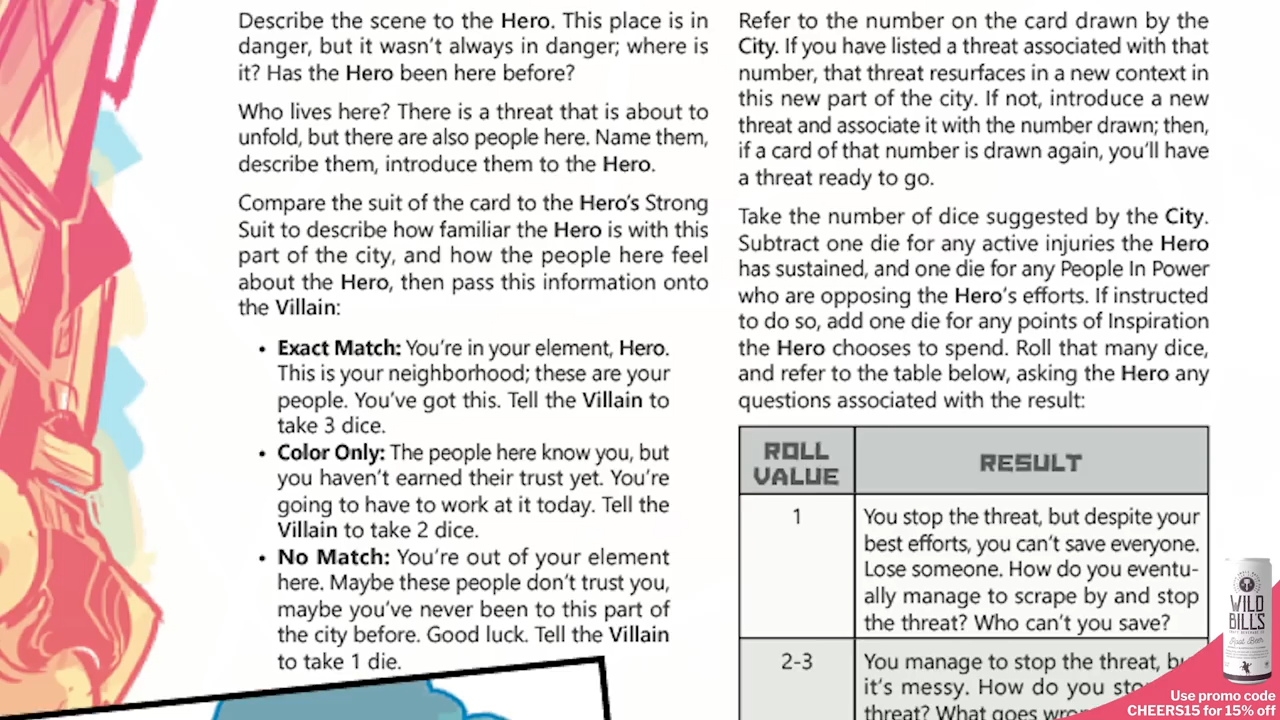 Describe the scene to the Hero. This place is in
danger, but it wasn't always in danger; where is
it? Has the Hero been here before?
Who lives here? There is a threat that is about to
unfold, but there are also people here. Name them,
describe them, introduce them to the Hero.
Compare the suit of the card to the Hero's Strong
Suit to describe how familiar the Hero is with this
part of the city, and how the people here feel
about the Hero, then pass this information onto
the Villain:
• Exact Match: You're in your element, Hero.
This is your neighborhood; these are your
people. You've got this. Tell the Villain to
take 3 dice.
• Color Only: The people here know you, but
you haven't earned their trust yet. You're
going to have to work at it today. Tell the
Villain to take 2 dice.
• No Match: You're out of your element
here. Maybe these people don't trust you,
maybe you've never been to this part of
the city before. Good luck. Tell the Villain
to take 1 die.
Refer to the number on the card drawn by the
City. If you have listed a threat associated with that
number, that threat resurfaces in a new context in
this new part of the city. If not, introduce a new
threat and associate it with the number drawn; then,
if a card of that number is drawn again, you'll have
a threat ready to go.
Take the number of dice suggested by the City.
Subtract one die for any active injuries the Hero
has sustained, and one die for any People In Power
who are opposing the Hero's efforts. If instructed
to do so, add one die for any points of Inspiration
the Hero chooses to spend. Roll that many dice,
and refer to the table below, asking the Hero any
questions associated with the result:
ROLL
VALUE
RESULT
1
You stop the threat, but despite your
best efforts, you can't save everyone.
Lose someone. How do you eventu-
ally manage to scrape by and stop
the threat? Who can't you save?
2-3
You manage to stop the threat,
it's messy. How do you
threat? What goes
WILD
BILLS
Root Beer
Use promo code
CHEERS15 for 15% off